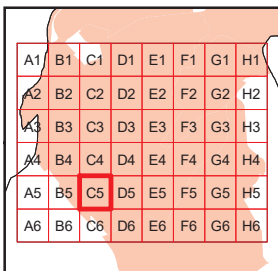 A1 B1 C1 D1 E1 F1 G1 H1
A2 B2 C2 D2 E2 F2 G2 H2
A3 B3 C3 D3 E3 F3 G3 H3
A4 B4 C4 D4 E4 F4 G4 H4
A5 B5 C5 D5 E5 F5 G5 H5
A6 B6 C6 D6 E6 F6 G6 H6